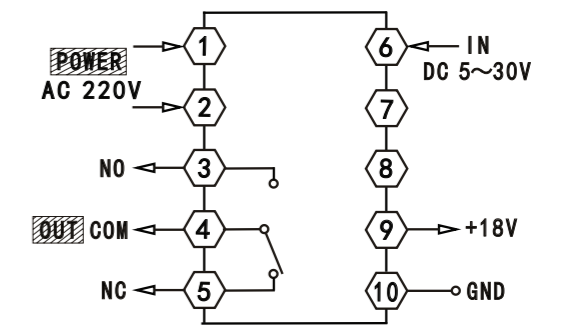 1
6
IN
POWER
DC 5～30V
AC 220V
2
7
NO
3
8
OUT COM
4
9
+18V
NC
5
10
GND